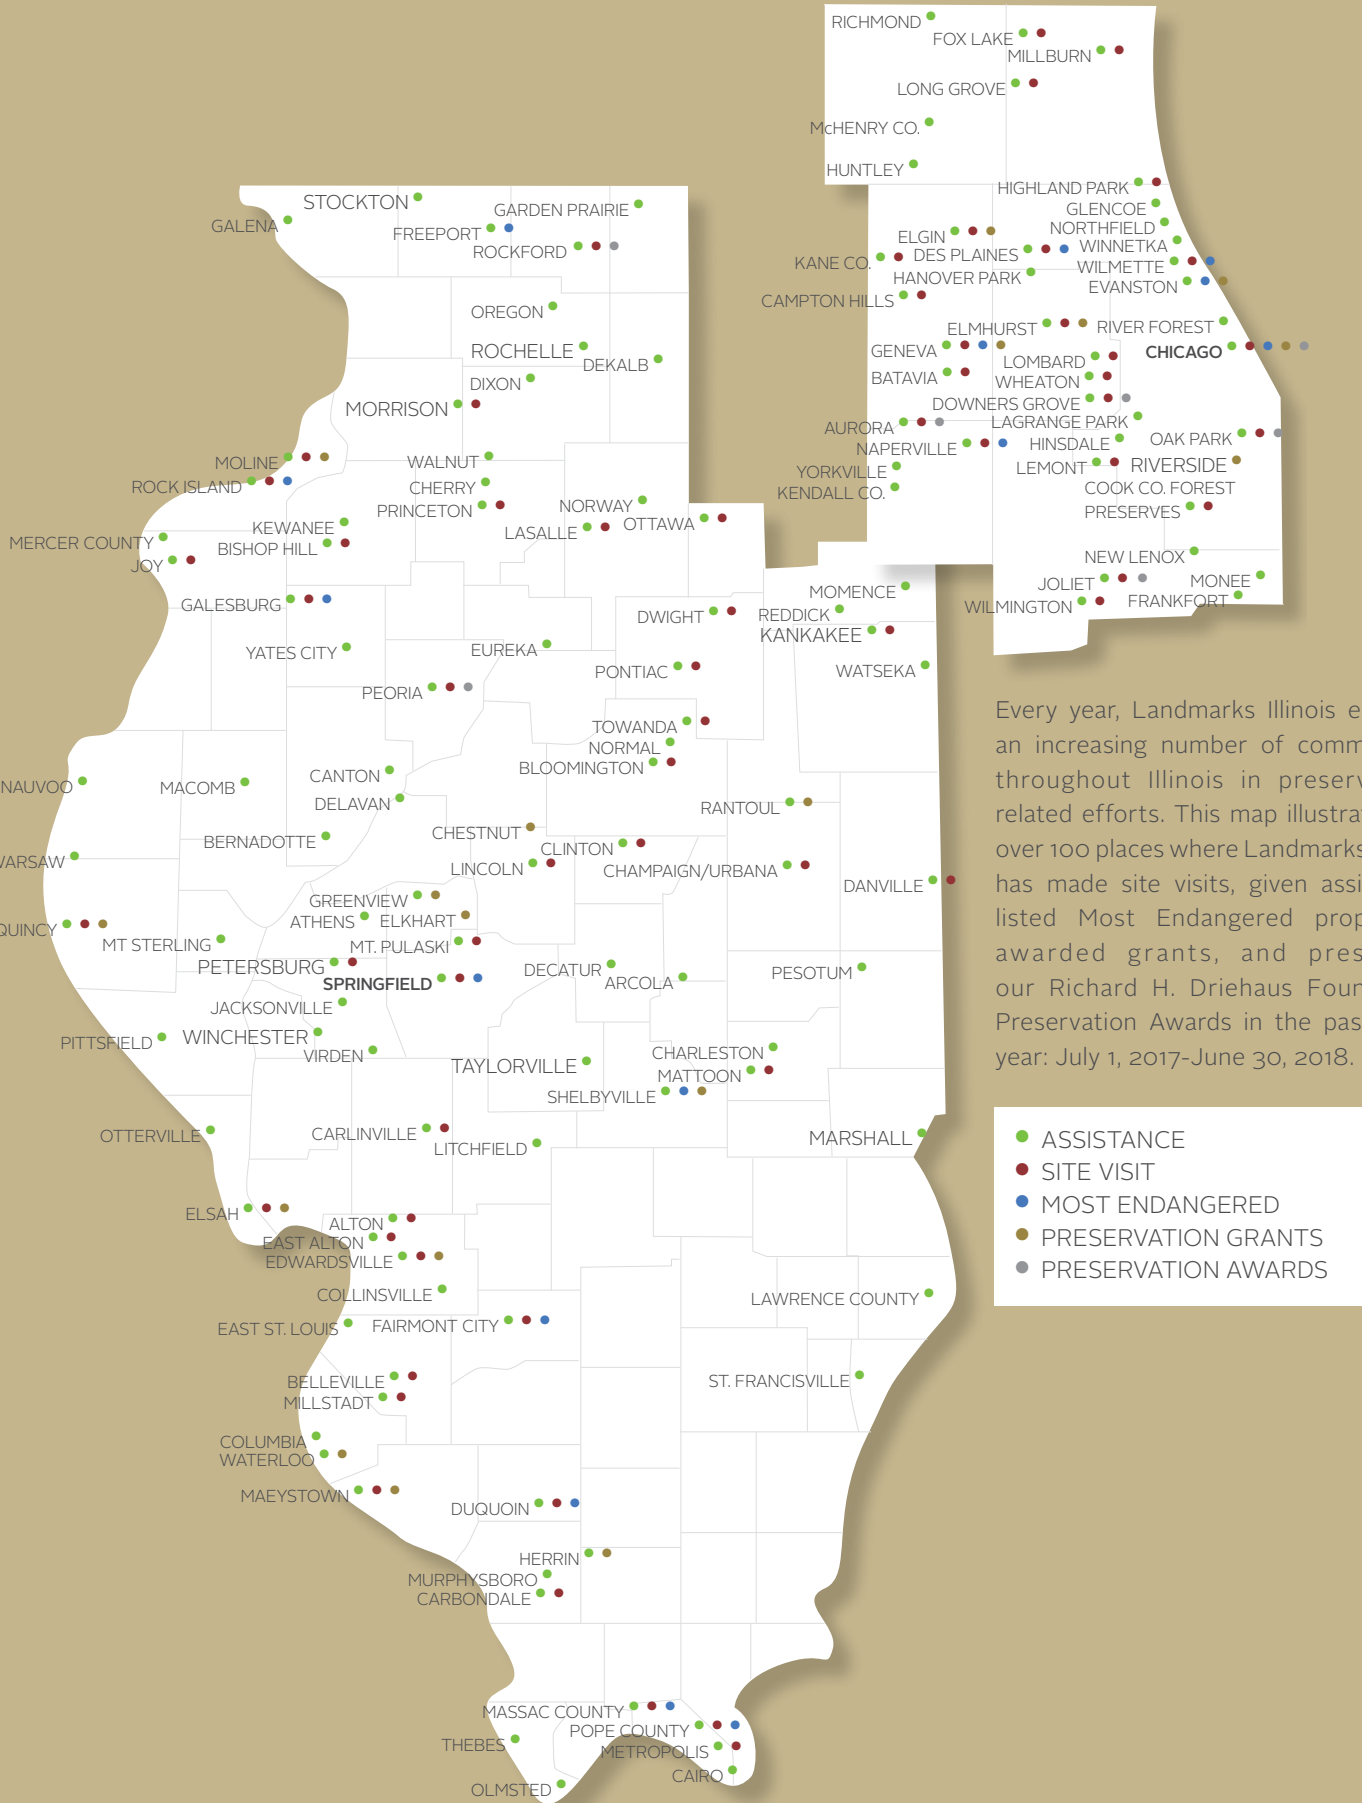 RICHMOND
FOX LAKE
MILLBURN
LONG GROVE
McHENRY CO.
HUNTLEY
HIGHLAND PARK
GLENCOE
NORTHFIELD
ELGIN
WINNETKA
DES PLAINES
KANE CO.
WILMETTE
HANOVER PARK
EVANSTON
CAMPTON HILLS
ELMHURST
RIVER FOREST
GENEVA
CHICAGO
LOMBARD
BATAVIA
WHEATON
DOWNERS GROVE
LAGRANGE PARK
AURORA
OAK PARK
HINSDALE
NAPERVILLE
RIVERSIDE
LEMONT
YORKVILLE
KENDALL CO.
COOK CO. FOREST
PRESERVES
NEW LENOX
JOLIET
MONEE
FRANKFORT
WILMINGTON
STOCKTON
GARDEN PRAIRIE
GALENA
FREEPORT
ROCKFORD
OREGON
ROCHELLE
DEKALB
DIXON
MORRISON
MOLINE
WALNUT
ROCK ISLAND
CHERRY
PRINCETON
NORWAY
KEWANEE
LASALLE
OTTAWA
MERCER COUNTY
BISHOP HILL
JOY
MOMENCE
GALESBURG
DWIGHT
REDDICK
KANKAKEE
YATES CITY
EUREKA
PONTIAC
WATSEKA
PEORIA
TOWANDA
NORMAL
BLOOMINGTON
CANTON
NAUVOO
MACOMB
DELAVAN
RANTOUL
CHESTNUT
BERNADOTTE
CLINTON
WARSAW
LINCOLN
CHAMPAIGN/URBANA
DANVILLE
GREENVIEW
ATHENS
ELKHART
QUINCY
MT STERLING
MT. PULASKI
PETERSBURG
DECATUR
PESOTUM
SPRINGFIELD
ARCOLA
JACKSONVILLE
WINCHESTER
PITTSFIELD
VIRDEN
CHARLESTON
TAYLORVILLE
MATTOON
SHELBYVILLE
OTTERVILLE
CARLINVILLE
MARSHALL
LITCHFIELD
ELSAH
ALTON
EAST ALTON
EDWARDSVILLE
COLLINSVILLE
LAWRENCE COUNTY
EAST ST. LOUIS
FAIRMONT CITY
BELLEVILLE
ST. FRANCISVILLE
MILLSTADT
COLUMBIA
WATERLOO
MAEYSTOWN
DUQUOIN
HERRIN
MURPHYSBORO
CARBONDALE
MASSAC COUNTY
POPE COUNTY
THEBES
METROPOLIS
CAIRO
OLMSTED
Every year, Landmarks Illinois e
an increasing number of comm
throughout Illinois in preserv
related efforts. This map illustrat
over 100 places where Landmarks
has made site visits, given assi
listed Most Endangered prop
awarded grants, and pres
our Richard H. Driehaus Foun
Preservation Awards in the pas
year: July 1, 2017-June 30, 2018.
ASSISTANCE
SITE VISIT
MOST ENDANGERED
PRESERVATION GRANTS
PRESERVATION AWARDS